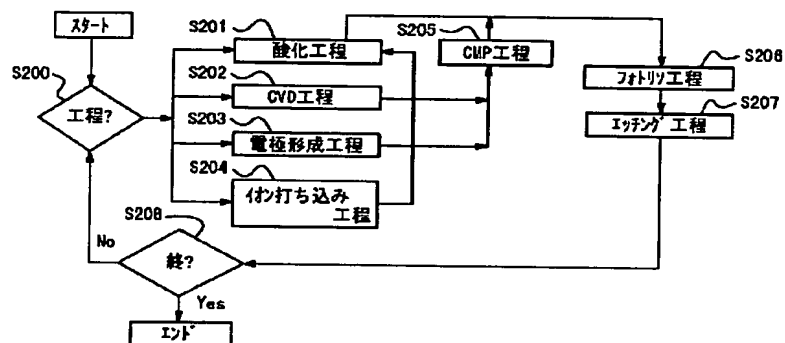 スタート
S200
工程?
S201
酸化工程
S202
CVD工程
S203
電極形成工程
S204
イオン打ち込み
工程
S205
CMP工程
S206
フォトリソ工程
S207
エッチング工程
S208
終?
No
Yes
エンド